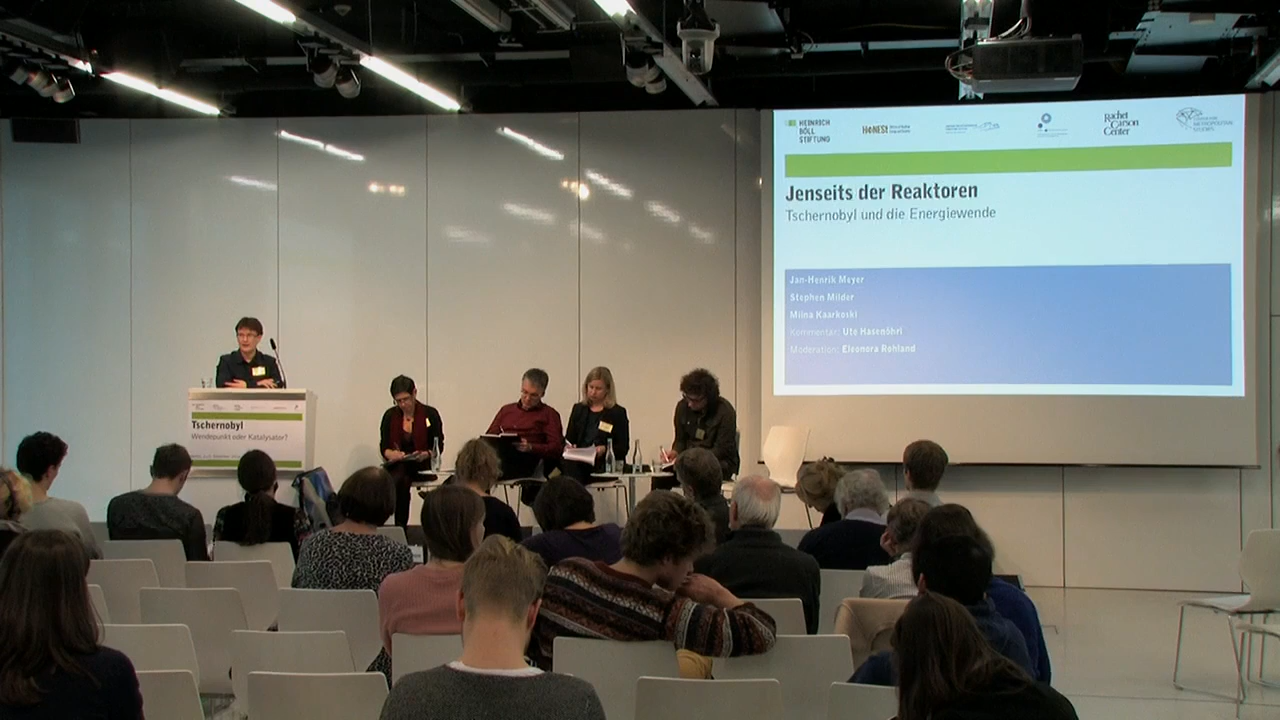 HEINRICH
BÖLL
STIFTUNG
HoNESt
Rachel
Carson
Center
Jenseits der Reaktoren
Tschernobyl und die Energiewende
Jan-Henrik Meyer
Stephen Milder
Miina Kaarkoski
Kommentar: Ute Hasenöhrl
Moderation: Eleonora Rohland
Tschernobyl
Wendepunkt oder Katalysator?